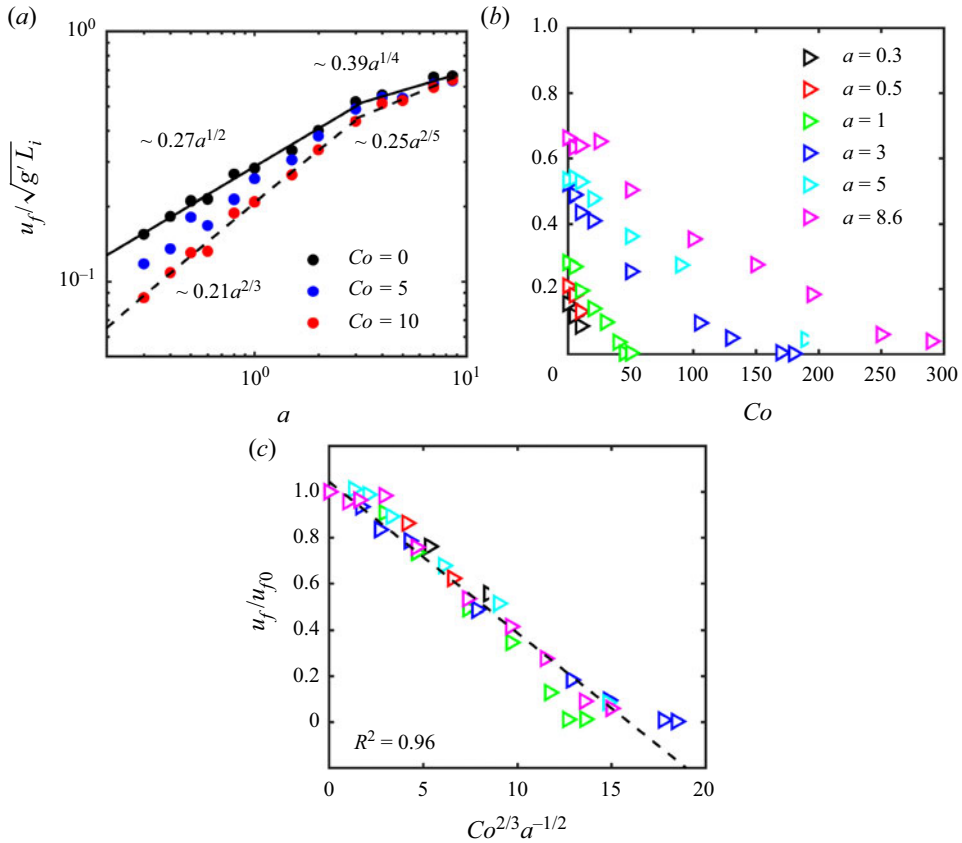 (a)
10^0
10^{-1}
u_f/√g′L_i
~ 0.39a^{1/4}
~ 0.27a^{1/2}
~ 0.25a^{2/5}
~ 0.21a^{2/3}
Co = 0
Co = 5
Co = 10
10^0 10^1
a
(b)
1.0
0.8
0.6
0.4
0.2
0 50 100 150 200 250 300
Co
a = 0.3
a = 0.5
a = 1
a = 3
a = 5
a = 8.6
(c)
1.0
0.8
0.6
0.4
0.2
0
u_f/u_{f0}
R^2 = 0.96
0 5 10 15 20
Co^{2/3}a^{-1/2}